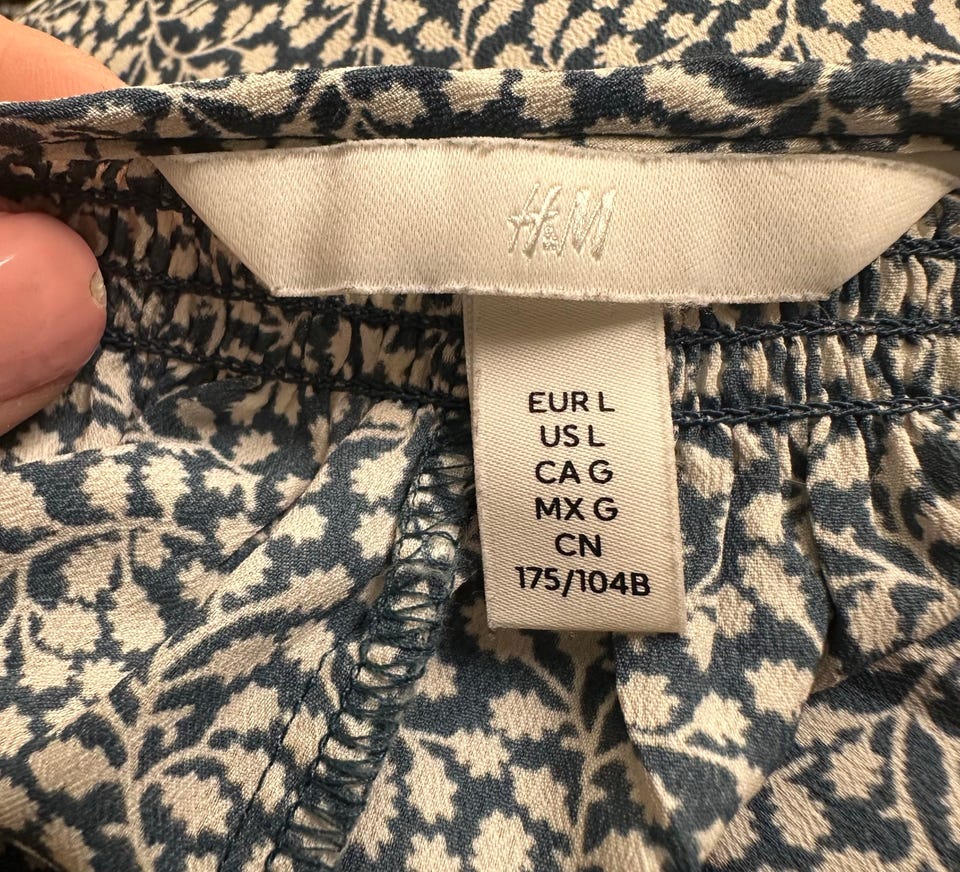 H&M
EUR L
US L
CA G
MX G
CN
175/104B